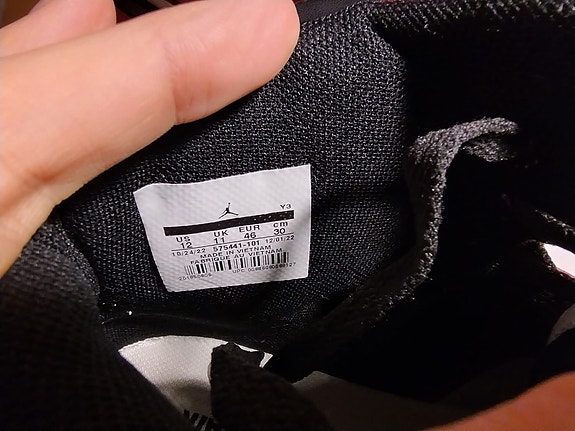 Y3
US UK EUR cm
12 11 46 30
10/24/22 575441-101 12/01/22
MADE IN VIETNAM
FABRIQUE AU VIETNAM